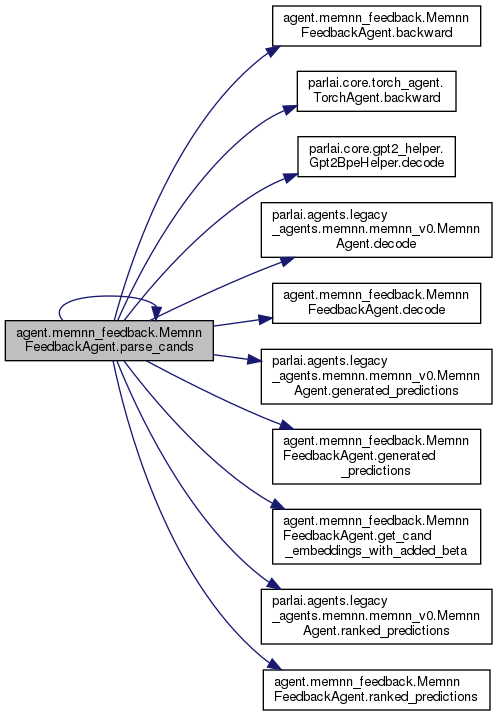 agent.memnn_feedback.Memnn
FeedbackAgent.backward
parlai.core.torch_agent.
TorchAgent.backward
parlai.core.gpt2_helper.
Gpt2BpeHelper.decode
parlai.agents.legacy
_agents.memnn.memnn_v0.Memnn
Agent.decode
agent.memnn_feedback.Memnn
FeedbackAgent.decode
agent.memnn_feedback.Memnn
FeedbackAgent.parse_cands
parlai.agents.legacy
_agents.memnn.memnn_v0.Memnn
Agent.generated_predictions
agent.memnn_feedback.Memnn
FeedbackAgent.generated
_predictions
agent.memnn_feedback.Memnn
FeedbackAgent.get_cand
_embeddings_with_added_beta
parlai.agents.legacy
_agents.memnn.memnn_v0.Memnn
Agent.ranked_predictions
agent.memnn_feedback.Memnn
FeedbackAgent.ranked_predictions